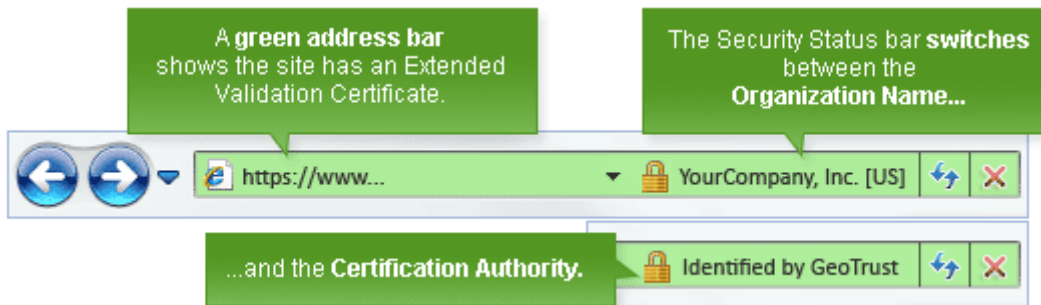 A green address bar
shows the site has an Extended
Validation Certificate.
The Security Status bar switches
between the
Organization Name...
https://www...
YourCompany, Inc. [US]
...and the Certification Authority.
Identified by GeoTrust